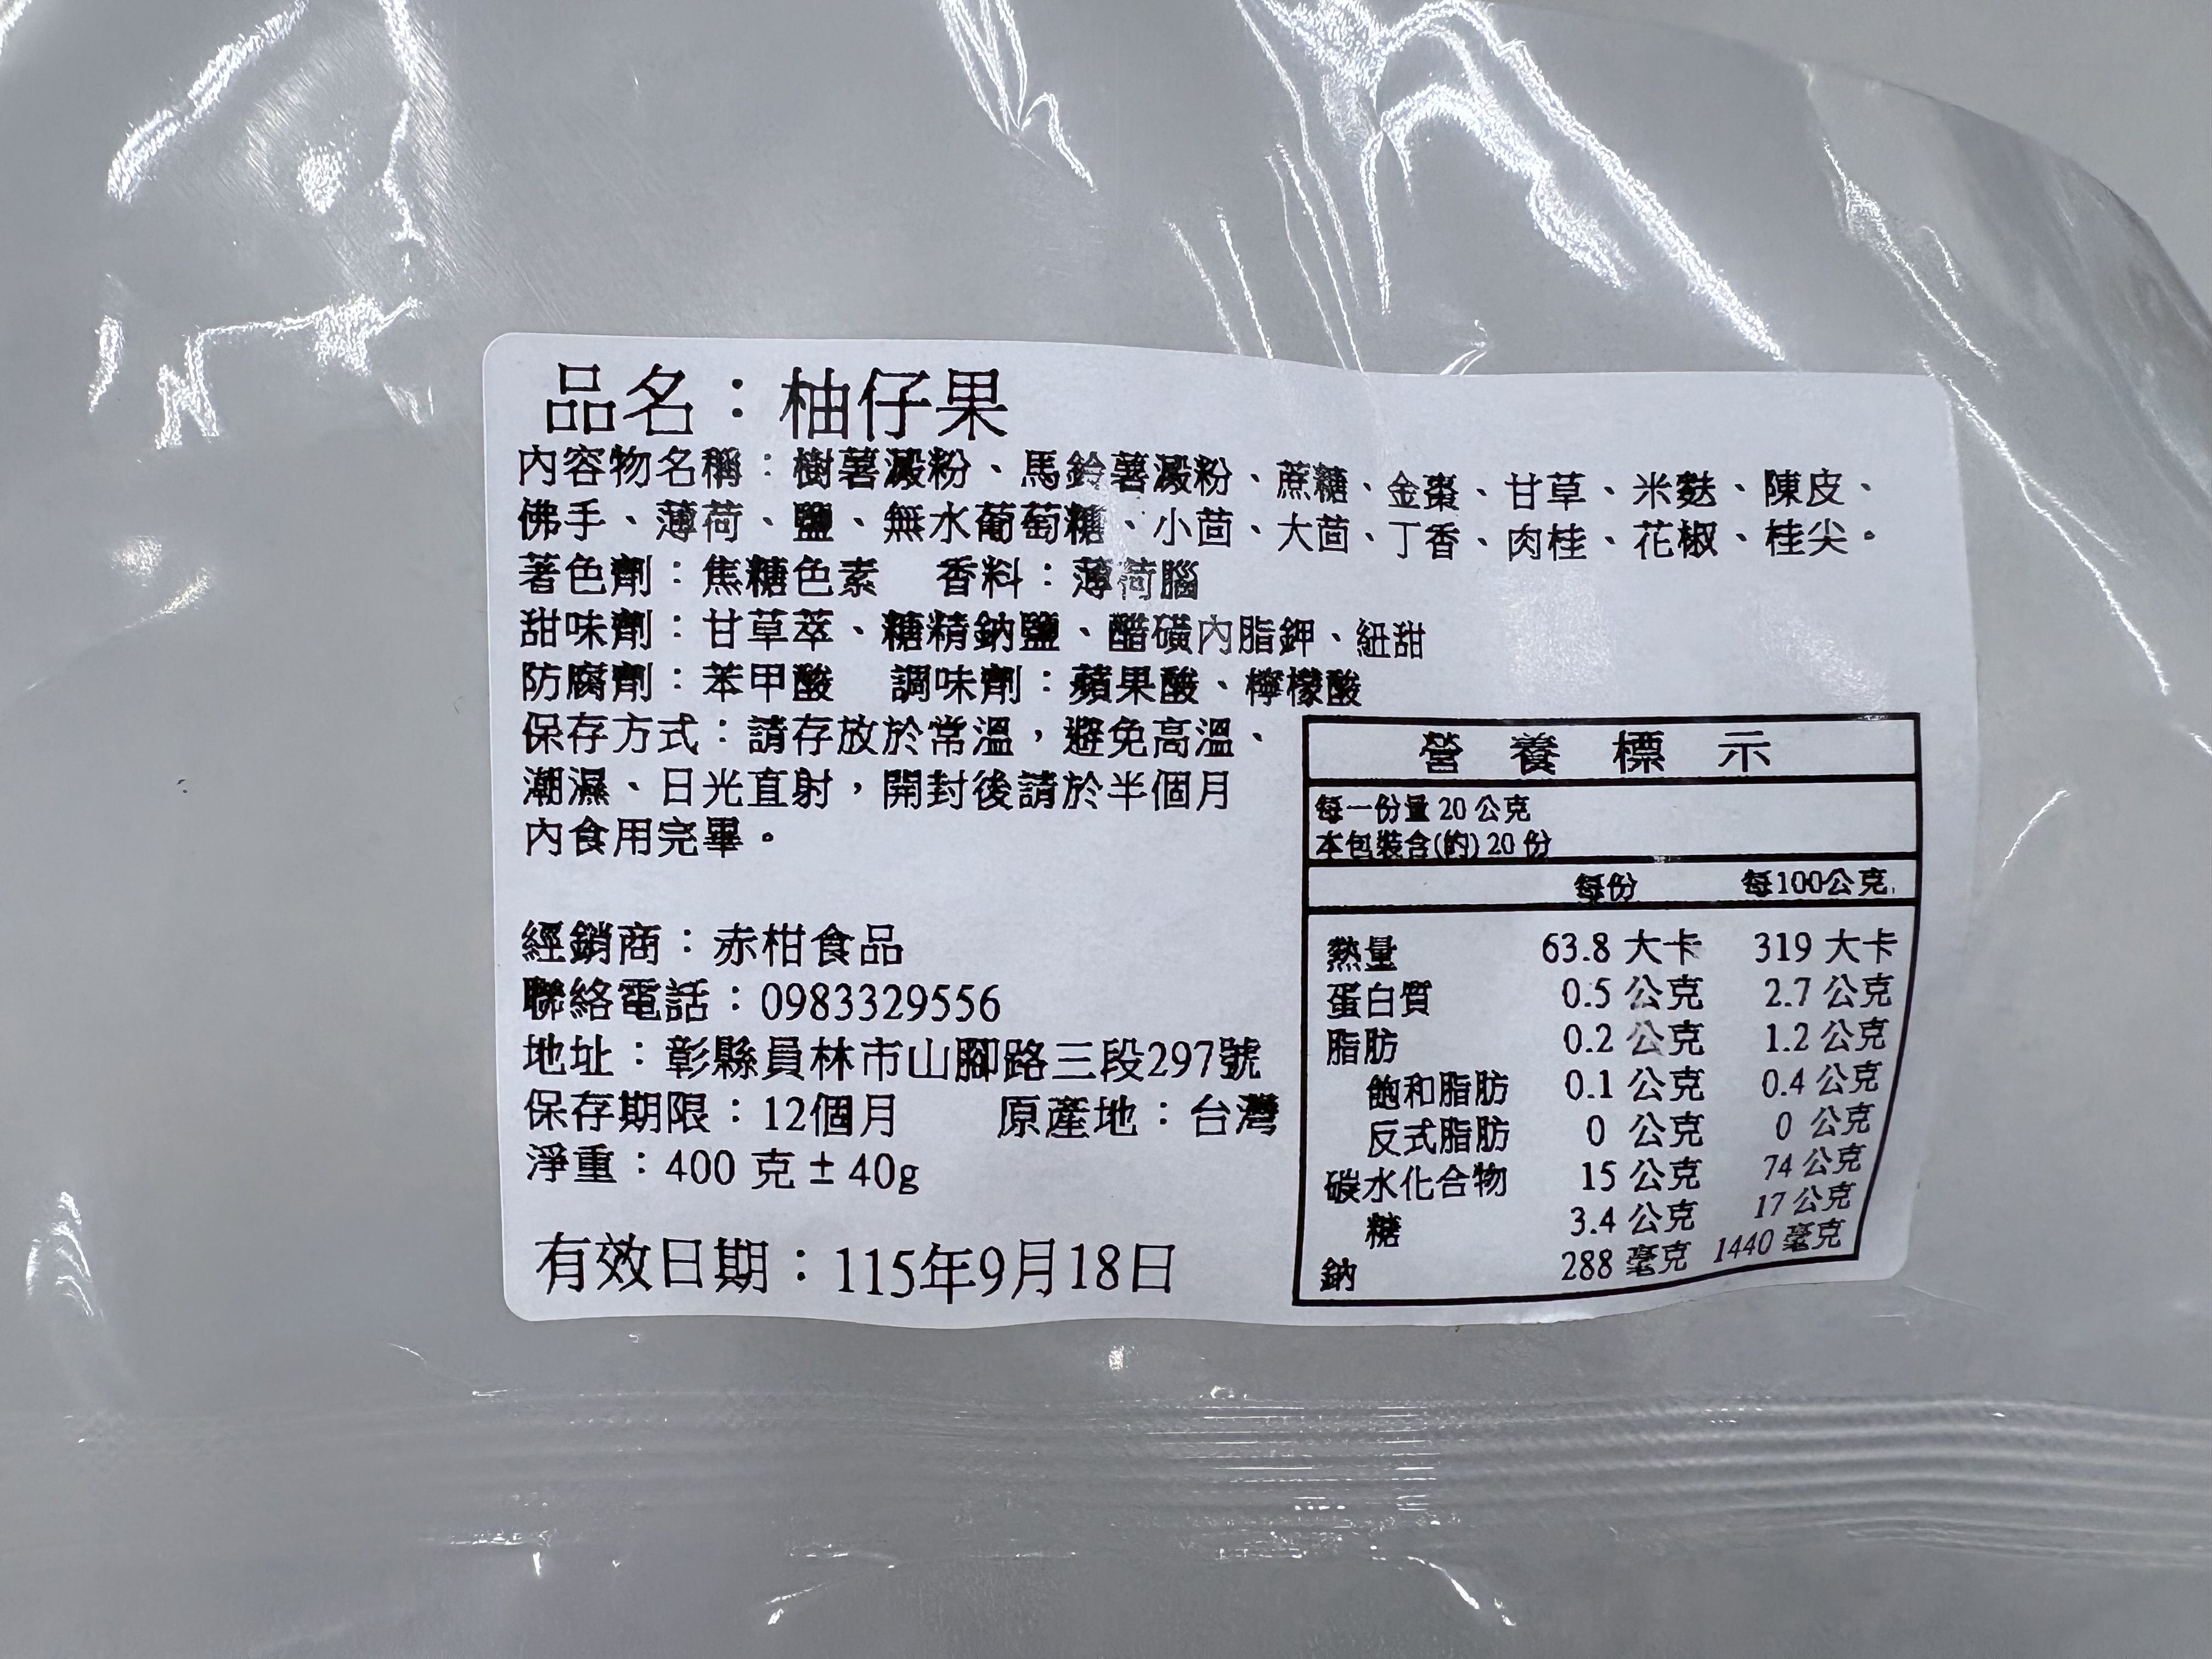 品名：柚仔果
內容物名稱：樹薯澱粉、馬鈴薯澱粉、蔗糖、金棗、甘草、米麩、陳皮、
佛手、薄荷、鹽、無水葡萄糖、小茴、大茴、丁香、肉桂、花椒、桂尖。
著色劑：焦糖色素　香料：薄荷腦
甜味劑：甘草萃、糖精鈉鹽、醋磺內脂鉀、紐甜
防腐劑：苯甲酸　調味劑：蘋果酸、檸檬酸
保存方式：請存放於常溫，避免高溫、
潮濕、日光直射，開封後請於半個月
內食用完畢。
經銷商：赤柑食品
聯絡電話：0983329556
地址：彰縣員林市山腳路三段297號
保存期限：12個月　原產地：台灣
淨重：400 克±40g
有效日期：115年9月18日
營養標示
每一份量 20 公克
本包裝含(約) 20 份
每份　每100公克
熱量　63.8 大卡　319 大卡
蛋白質　0.5 公克　2.7 公克
脂肪　0.2 公克　1.2 公克
飽和脂肪　0.1 公克　0.4 公克
反式脂肪　0 公克　0 公克
碳水化合物　15 公克　74 公克
糖　3.4 公克　17 公克
鈉　288 毫克　1440 毫克